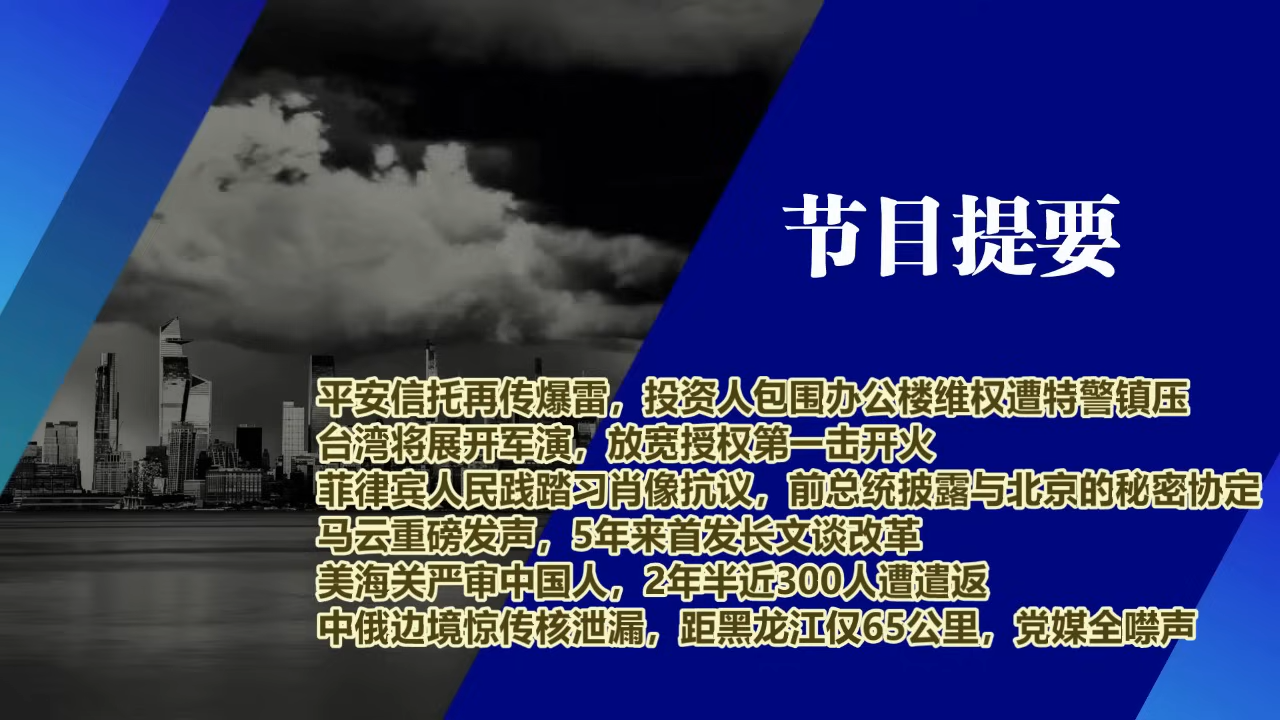 节目提要
平安信托再传爆雷，投资人包围办公楼维权遭特警镇压
台湾将展开军演，放宽授权第一击开火
菲律宾人民践踏习肖像抗议，前总统披露与北京的秘密协定
马云重磅发声，5年来首发长文谈改革
美海关严审中国人，2年半近300人遭遣返
中俄边境惊传核泄漏，距黑龙江仅65公里，党媒全噤声